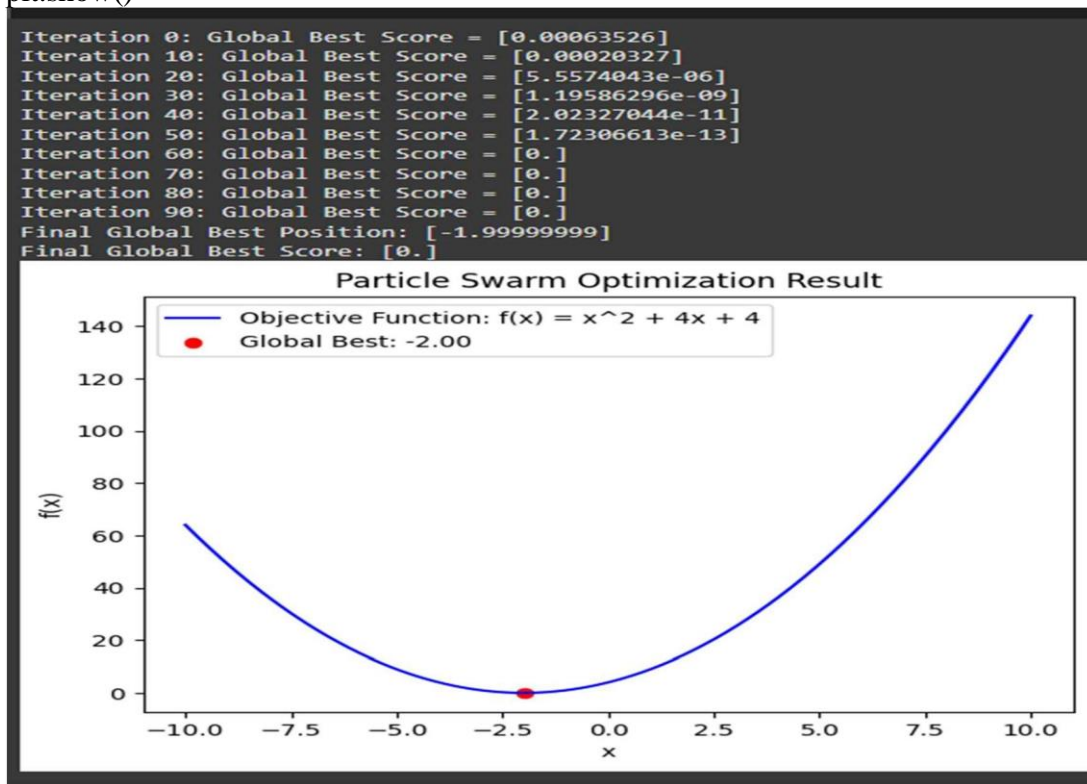 plt.show()
Iteration 0: Global Best Score = [0.00063526]
Iteration 10: Global Best Score = [0.00020327]
Iteration 20: Global Best Score = [5.5574043e-06]
Iteration 30: Global Best Score = [1.19586296e-09]
Iteration 40: Global Best Score = [2.02327044e-11]
Iteration 50: Global Best Score = [1.72306613e-13]
Iteration 60: Global Best Score = [0.]
Iteration 70: Global Best Score = [0.]
Iteration 80: Global Best Score = [0.]
Iteration 90: Global Best Score = [0.]
Final Global Best Position: [-1.99999999]
Final Global Best Score: [0.]
Particle Swarm Optimization Result
Objective Function: f(x) = x^2 + 4x + 4
Global Best: -2.00
140
120
100
80
60
40
20
0
f(x)
−10.0 −7.5 −5.0 −2.5 0.0 2.5 5.0 7.5 10.0
x